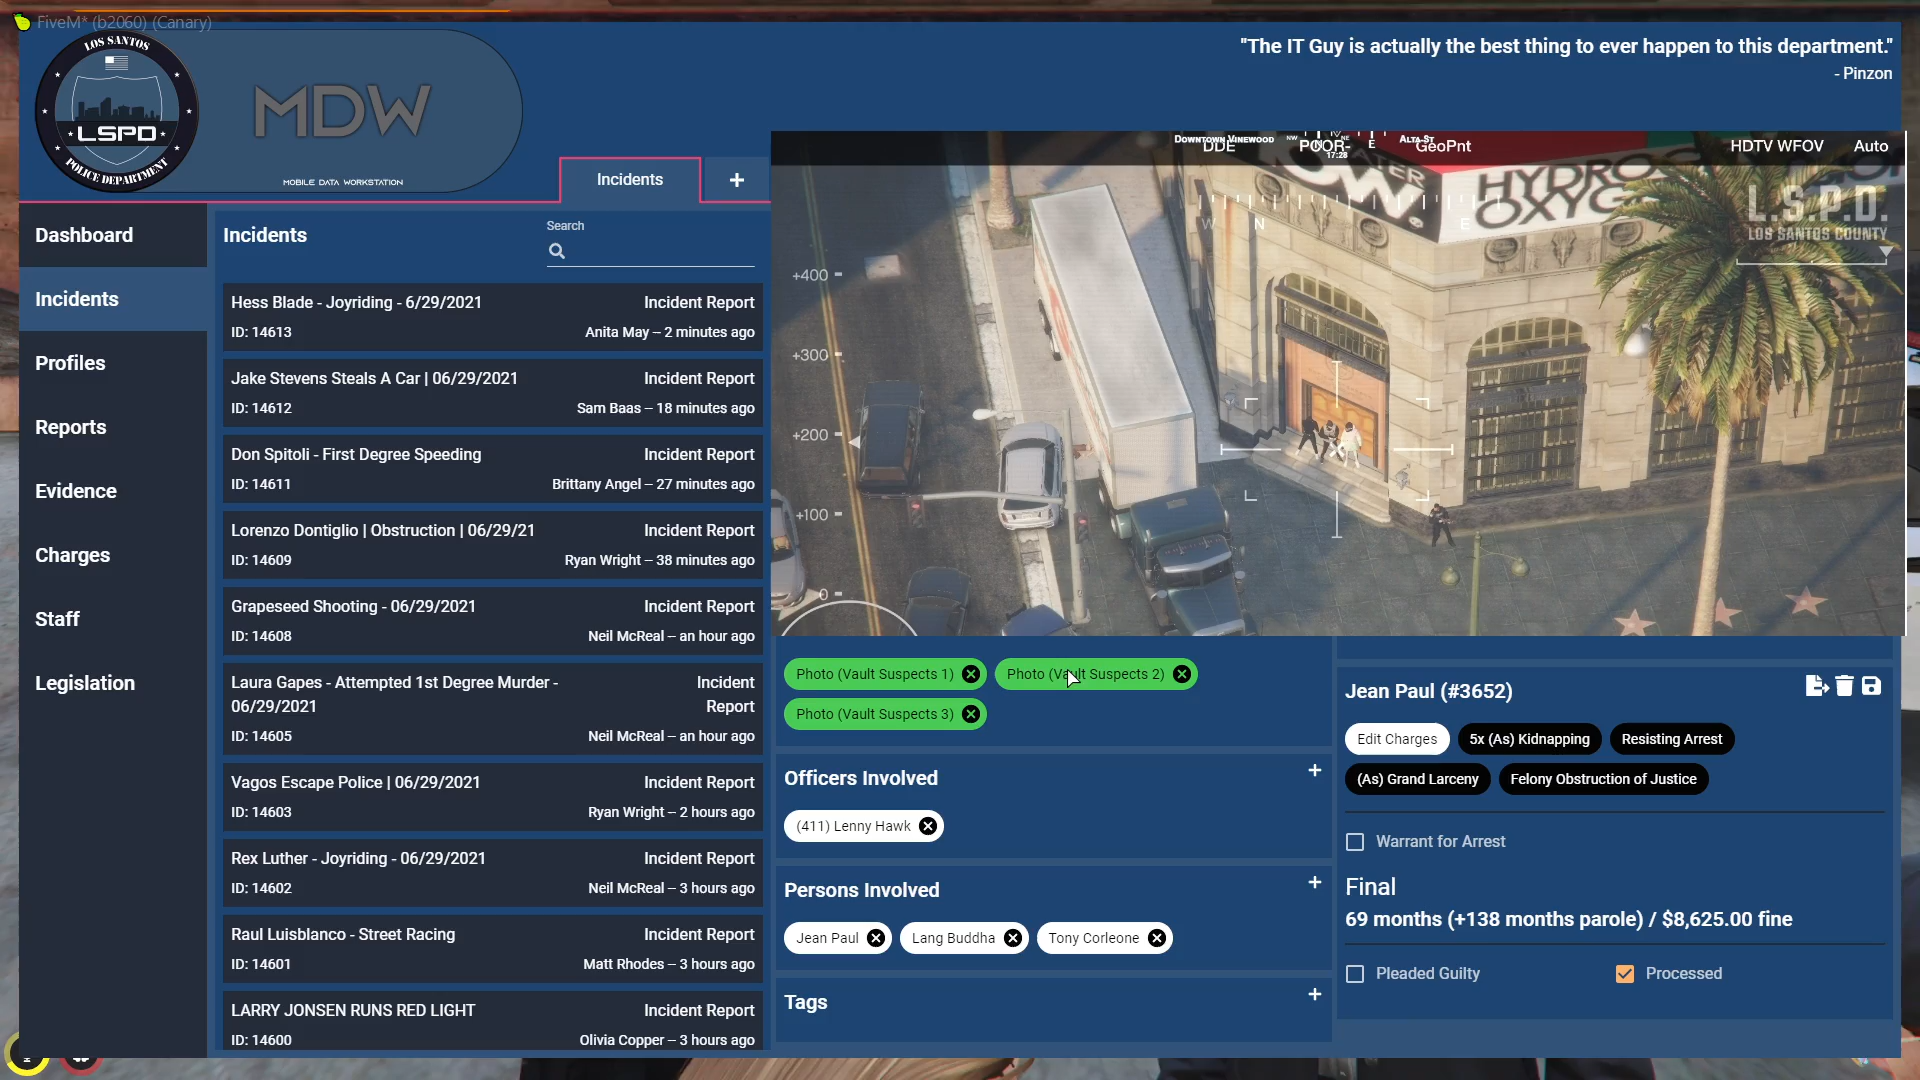 FiveM* (b2060) (Canary)
LOS SANTOS
LSPD
POLICE DEPARTMENT
MDW
MOBILE DATA WORKSTATION
"The IT Guy is actually the best thing to ever happen to this department."
- Pinzon
Incidents
+
Dashboard
Incidents
Profiles
Reports
Evidence
Charges
Staff
Legislation
Incidents
Search
Hess Blade - Joyriding - 6/29/2021 Incident Report
ID: 14613 Anita May – 2 minutes ago
Jake Stevens Steals A Car | 06/29/2021 Incident Report
ID: 14612 Sam Baas – 18 minutes ago
Don Spitoli - First Degree Speeding Incident Report
ID: 14611 Brittany Angel – 27 minutes ago
Lorenzo Dontiglio | Obstruction | 06/29/21 Incident Report
ID: 14609 Ryan Wright – 38 minutes ago
Grapeseed Shooting - 06/29/2021 Incident Report
ID: 14608 Neil McReal – an hour ago
Laura Gapes - Attempted 1st Degree Murder - Incident
06/29/2021 Report
ID: 14605 Neil McReal – an hour ago
Vagos Escape Police | 06/29/2021 Incident Report
ID: 14603 Ryan Wright – 2 hours ago
Rex Luther - Joyriding - 06/29/2021 Incident Report
ID: 14602 Neil McReal – 3 hours ago
Raul Luisblanco - Street Racing Incident Report
ID: 14601 Matt Rhodes – 3 hours ago
LARRY JONSEN RUNS RED LIGHT Incident Report
ID: 14600 Olivia Copper – 3 hours ago
Downtown Vinewood NW NE E Alta St
DDE POOR- GeoPnt HDTV WFOV Auto
17:28
HYDRO
OXYG
L.S.P.D.
LOS SANTOS COUNTY
W N E
+400
+300
+200
+100
0
Photo (Vault Suspects 1) Photo (Vault Suspects 2)
Photo (Vault Suspects 3)
Officers Involved +
(411) Lenny Hawk
Persons Involved +
Jean Paul Lang Buddha Tony Corleone
Tags +
Jean Paul (#3652)
Edit Charges 5x (As) Kidnapping Resisting Arrest
(As) Grand Larceny Felony Obstruction of Justice
Warrant for Arrest
Final
69 months (+138 months parole) / $8,625.00 fine
Pleaded Guilty Processed